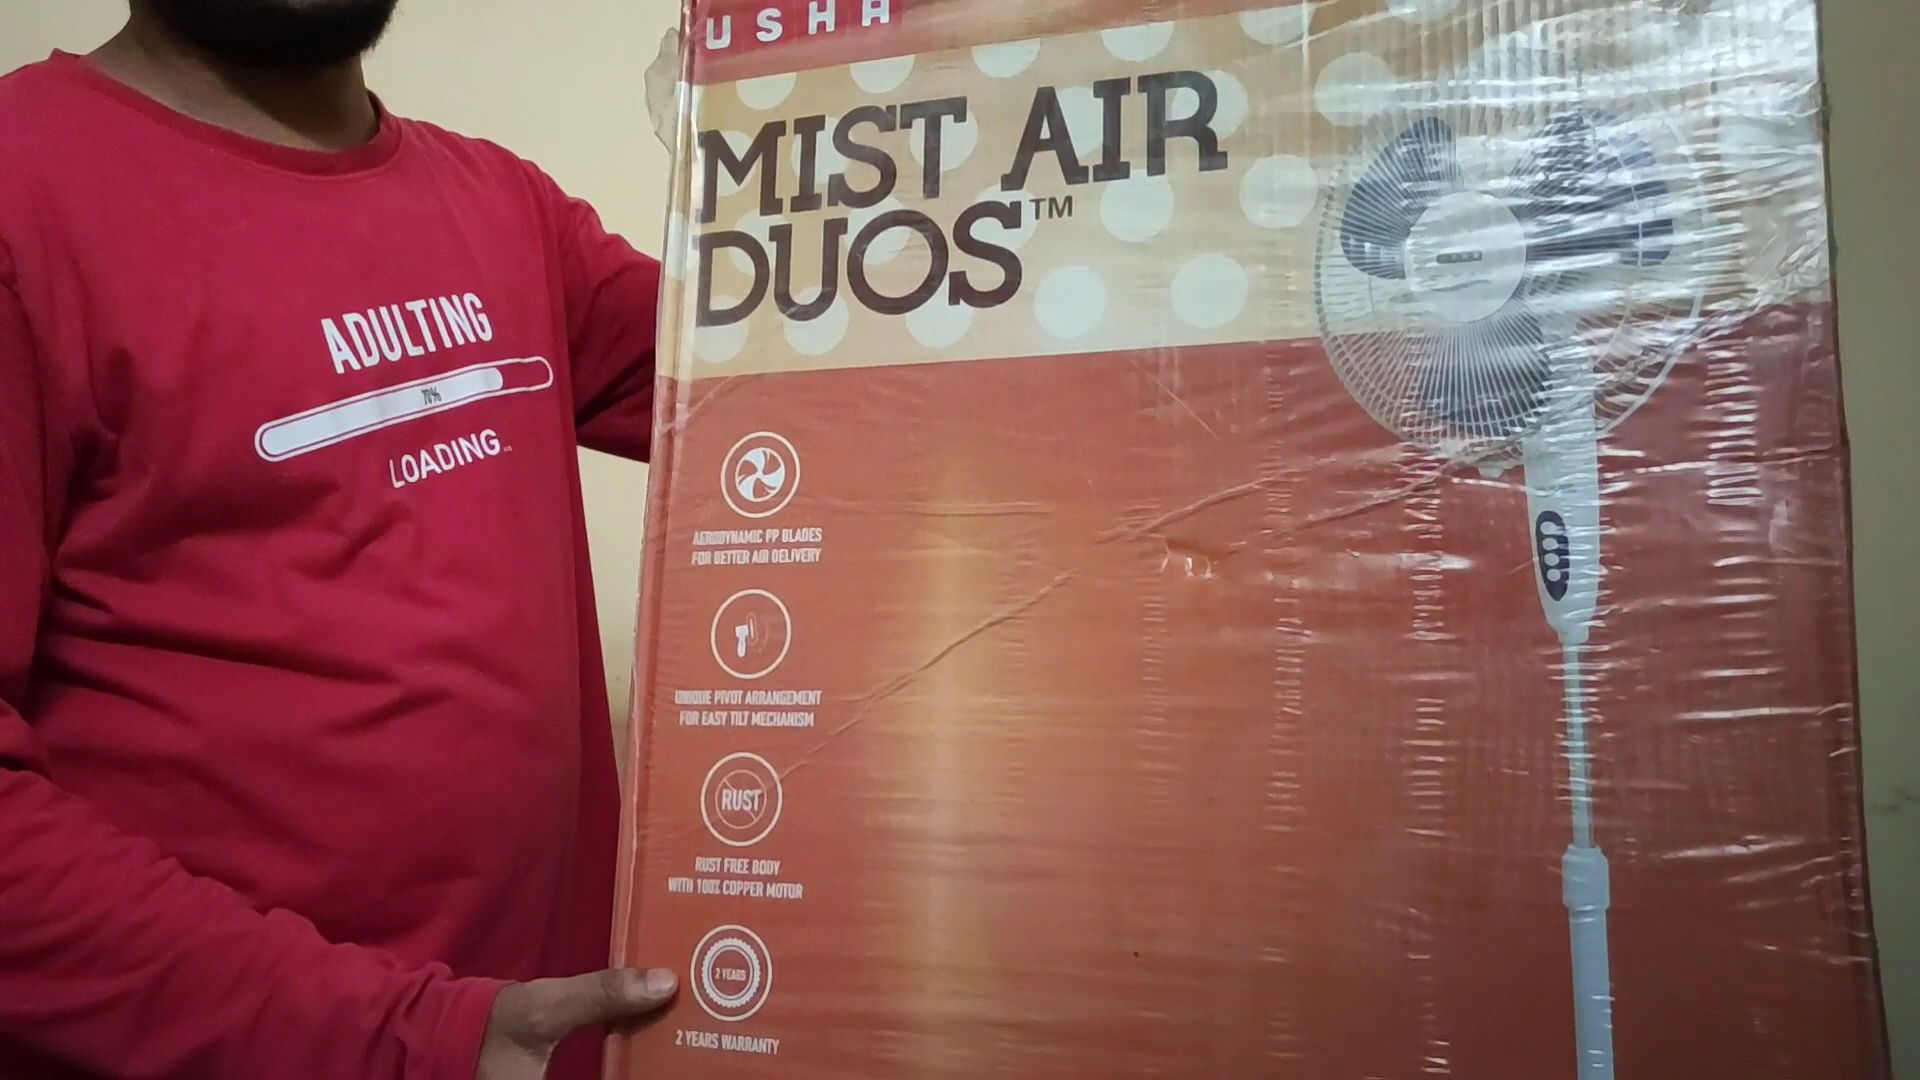 ADULTING
70%
LOADING...
USHA
MIST AIR
DUOS™
AERODYNAMIC PP BLADES
FOR BETTER AIR DELIVERY
UNIQUE PIVOT ARRANGEMENT
FOR EASY TILT MECHANISM
RUST
RUST FREE BODY
WITH 100% COPPER MOTOR
2 YEARS
2 YEARS WARRANTY
USHA